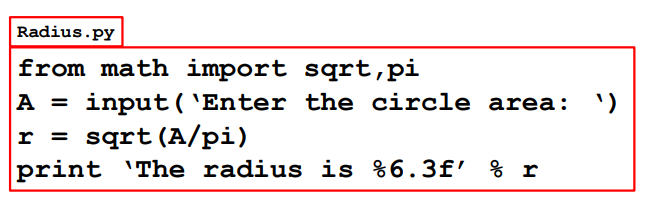 Radius.py
from math import sqrt,pi
A = input(‘Enter the circle area: ‘)
r = sqrt(A/pi)
print ‘The radius is %6.3f’ % r